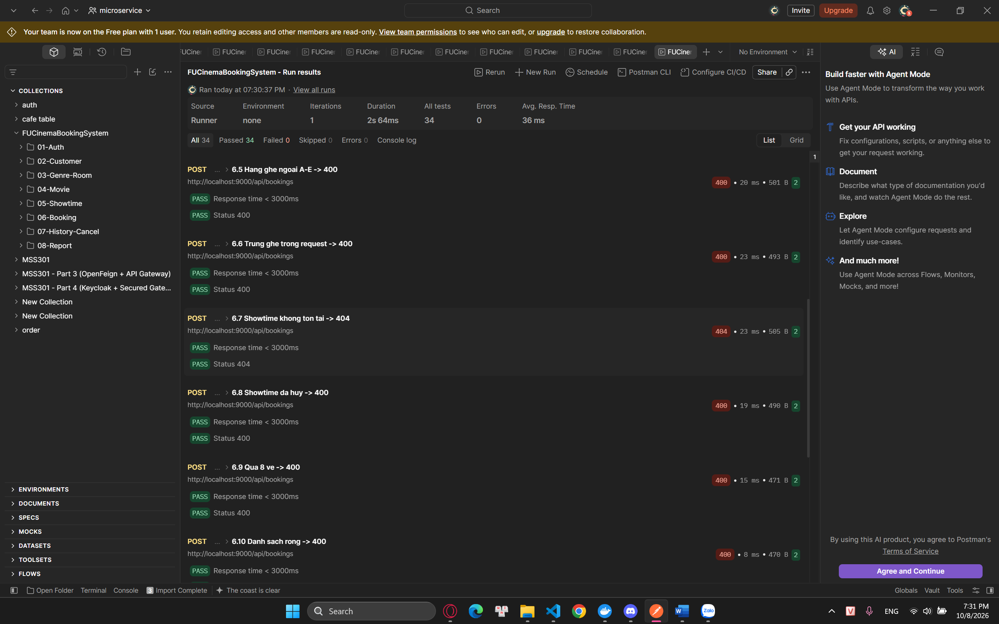 microservice
Search
Invite
Upgrade
Your team is now on the Free plan with 1 user. You retain editing access and other members are read-only. View team permissions to see who can edit, or upgrade to restore collaboration.
FUCiner FUCiner FUCiner FUCiner FUCiner FUCiner FUCiner FUCiner FUCiner FUCiner FUCiner FUCiner
No Environment
AI
COLLECTIONS
auth
cafe table
FUCinemaBookingSystem
01-Auth
02-Customer
03-Genre-Room
04-Movie
05-Showtime
06-Booking
07-History-Cancel
08-Report
MSS301
MSS301 - Part 3 (OpenFeign + API Gateway)
MSS301 - Part 4 (Keycloak + Secured Gate...
New Collection
New Collection
order
ENVIRONMENTS
DOCUMENTS
SPECS
MOCKS
DATASETS
TOOLSETS
FLOWS
FUCinemaBookingSystem - Run results
Rerun New Run Schedule Postman CLI Configure CI/CD Share
Ran today at 07:30:37 PM · View all runs
Source Environment Iterations Duration All tests Errors Avg. Resp. Time
Runner none 1 2s 64ms 34 0 36 ms
All 34 Passed 34 Failed 0 Skipped 0 Errors 0 Console log
List Grid
1
POST ... > 6.5 Hang ghe ngoai A-E -> 400
http://localhost:9000/api/bookings
400 • 20 ms • 501 B 2
PASS Response time < 3000ms
PASS Status 400
POST ... > 6.6 Trung ghe trong request -> 400
http://localhost:9000/api/bookings
400 • 23 ms • 493 B 2
PASS Response time < 3000ms
PASS Status 400
POST ... > 6.7 Showtime khong ton tai -> 404
http://localhost:9000/api/bookings
404 • 23 ms • 505 B 2
PASS Response time < 3000ms
PASS Status 404
POST ... > 6.8 Showtime da huy -> 400
http://localhost:9000/api/bookings
400 • 19 ms • 490 B 2
PASS Response time < 3000ms
PASS Status 400
POST ... > 6.9 Qua 8 ve -> 400
http://localhost:9000/api/bookings
400 • 15 ms • 471 B 2
PASS Response time < 3000ms
PASS Status 400
POST ... > 6.10 Danh sach rong -> 400
http://localhost:9000/api/bookings
400 • 8 ms • 470 B 2
PASS Response time < 3000ms
Build faster with Agent Mode
Use Agent Mode to transform the way you work
with APIs.
Get your API working
Fix configurations, scripts, or anything else to
get your request working.
Document
Describe what type of documentation you'd
like, and watch Agent Mode do the rest.
Explore
Let Agent Mode configure requests and
identify use-cases.
And much more!
Use Agent Mode across Flows, Monitors,
Mocks, and more!
By using this AI product, you agree to Postman's
Terms of Service
Agree and Continue
Open Folder Terminal Console 3 Import Complete The coast is clear
Globals Vault Tools
Search
Zalo
ENG
7:31 PM
10/8/2026